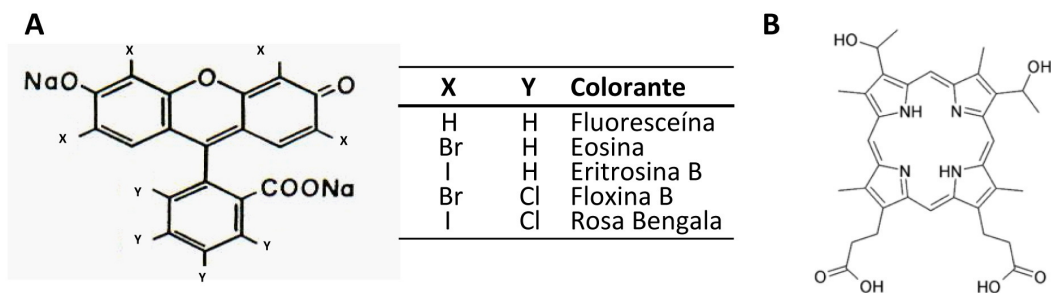 A
B
X
X
NaO
O
O
X
X
Y
COONa
Y
Y
Y
X Y Colorante
H H Fluoresceína
Br H Eosina
I H Eritrosina B
Br Cl Floxina B
I Cl Rosa Bengala
HO
OH
NH
N
N
HN
O
OH
HO
O